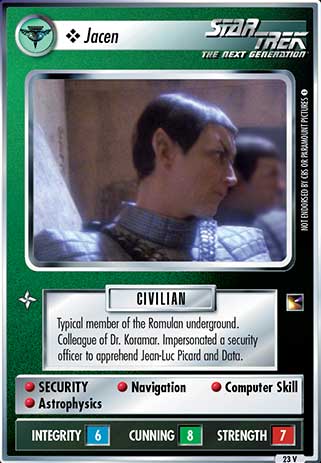 ❖ Jacen
STAR TREK
THE NEXT GENERATION
NOT ENDORSED BY CBS OR PARAMOUNT PICTURES
CIVILIAN
Typical member of the Romulan underground.
Colleague of Dr. Koramar. Impersonated a security
officer to apprehend Jean-Luc Picard and Data.
SECURITY Navigation Computer Skill
Astrophysics
INTEGRITY 6 CUNNING 8 STRENGTH 7
23 V